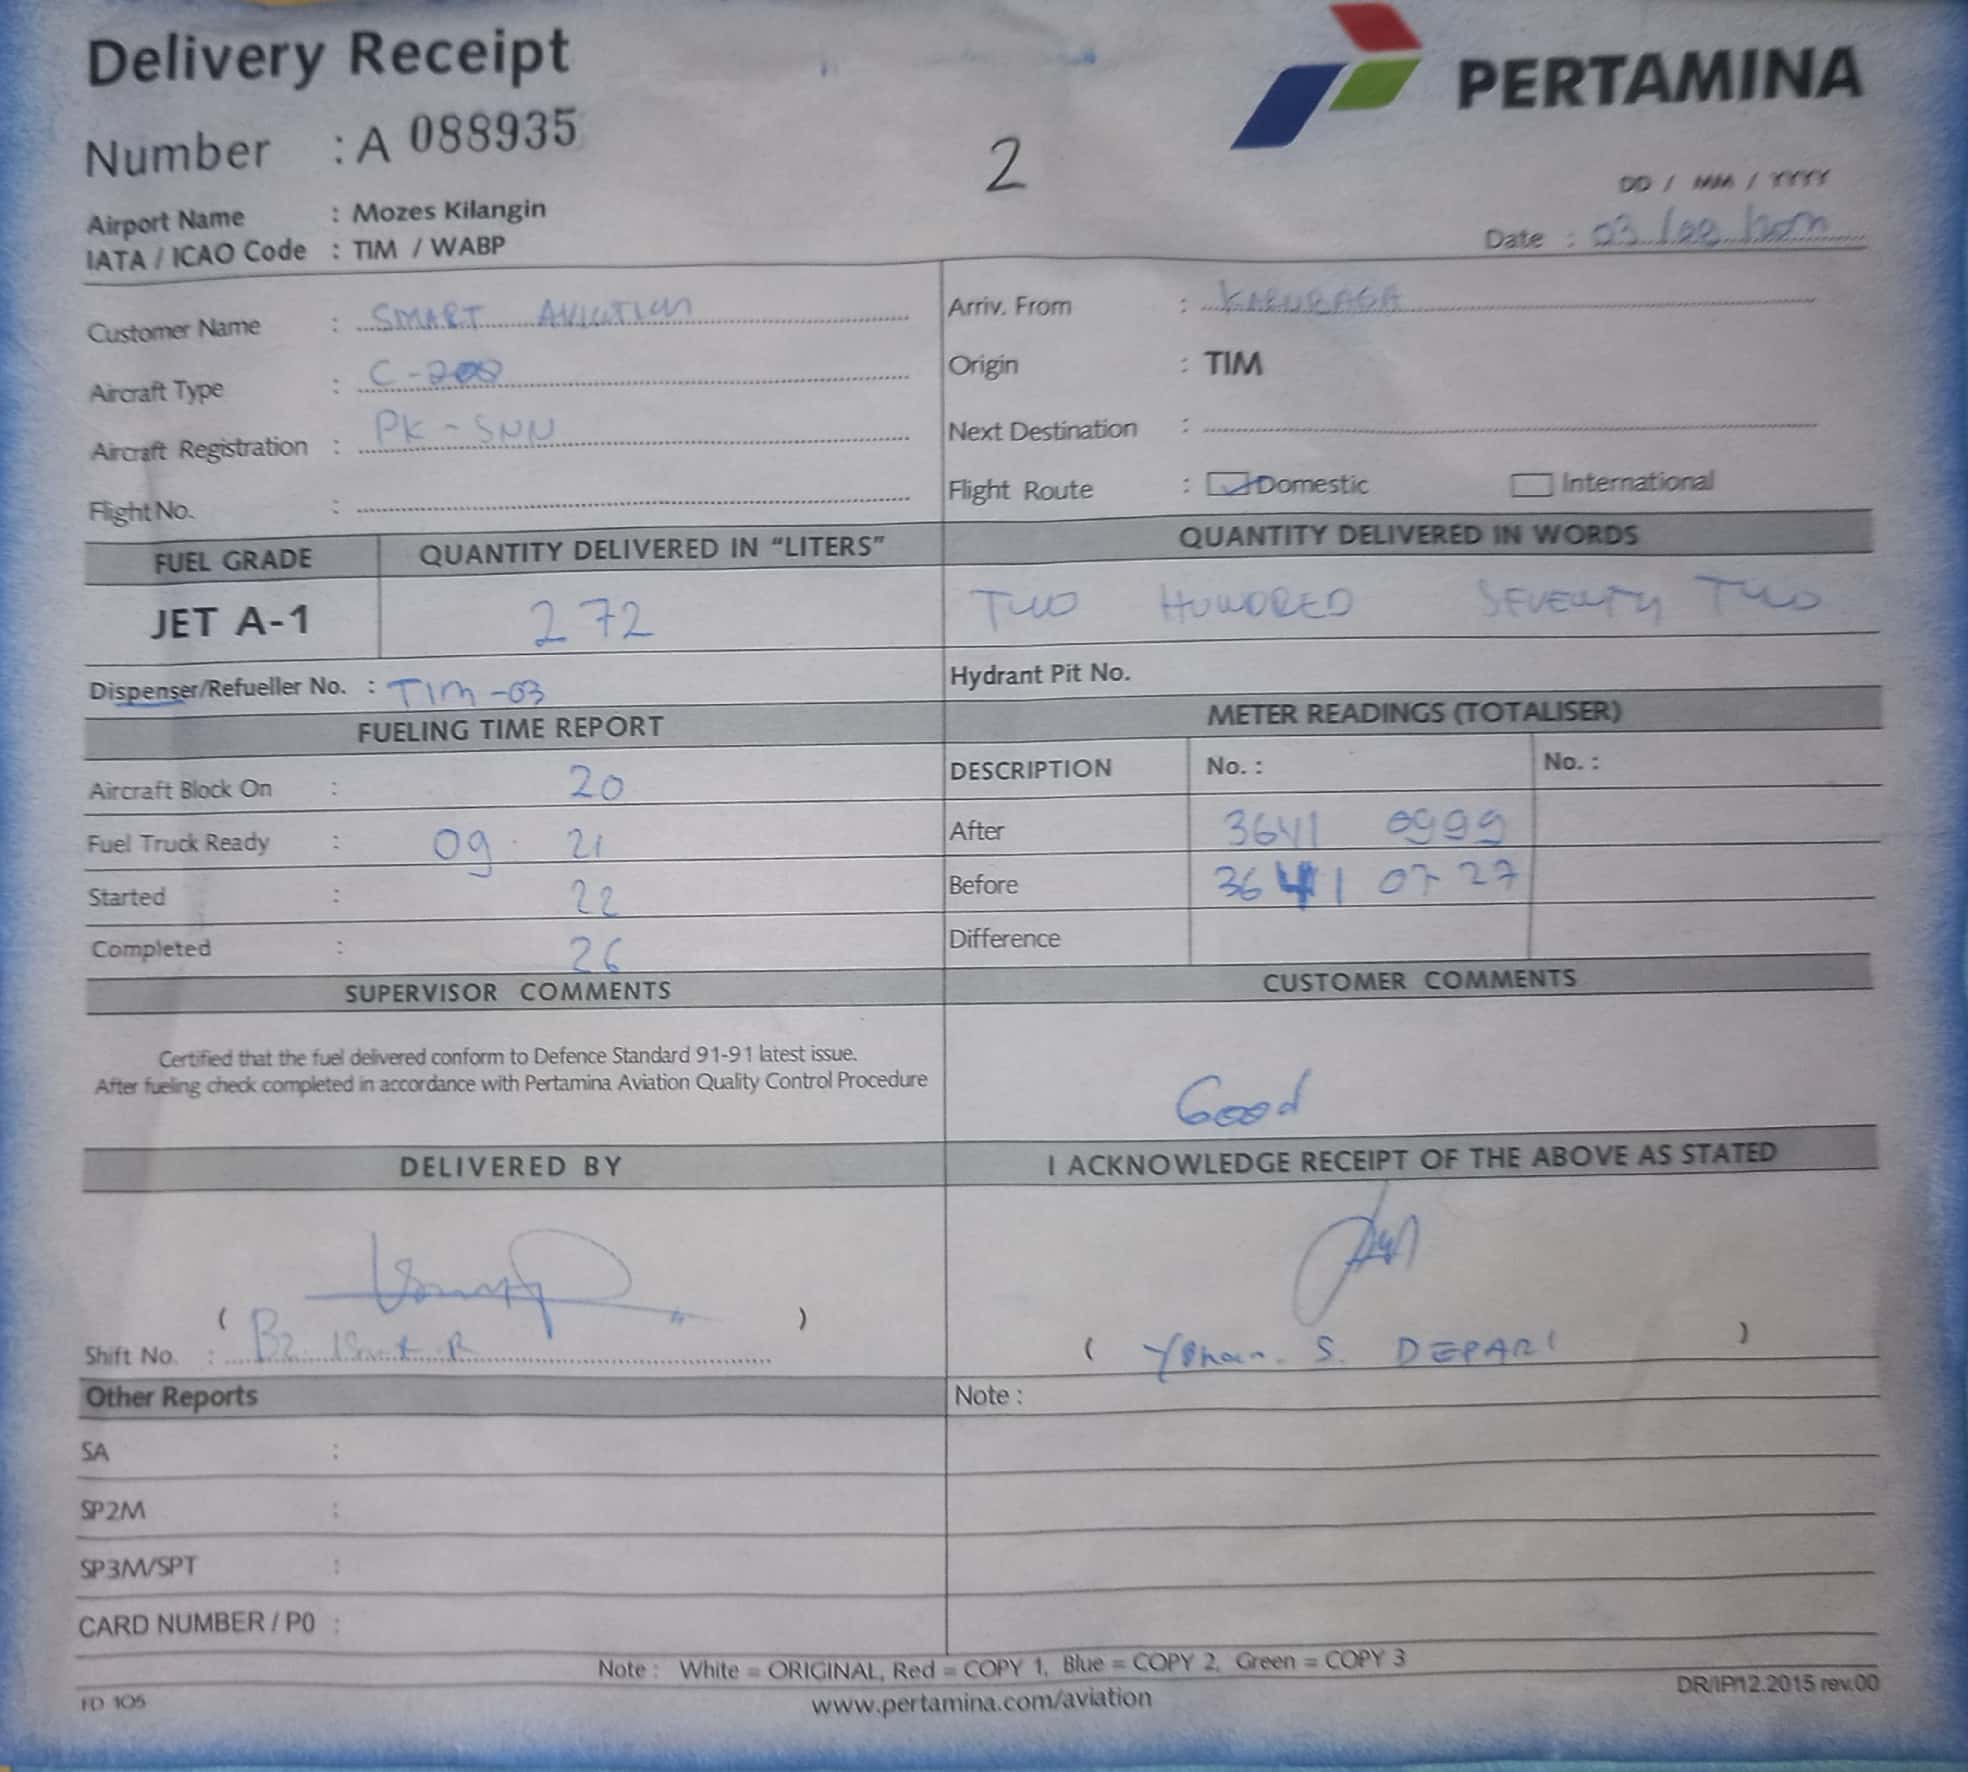 Delivery Receipt
PERTAMINA
Number : A 088935
2
DD / MM / YYYY
Airport Name : Mozes Kilangin
IATA / ICAO Code : TIM / WABP
Date : 03 /
Customer Name : SMART AVIATION
Arriv. From :
Aircraft Type : C-208
Origin : TIM
Aircraft Registration : PK - SNN
Next Destination :
Flight No. :
Flight Route : Domestic International
FUEL GRADE QUANTITY DELIVERED IN "LITERS" QUANTITY DELIVERED IN WORDS
JET A-1 272 TWO HUNDRED SEVENTY TWO
Dispenser/Refueller No. : TIM -03 Hydrant Pit No.
FUELING TIME REPORT METER READINGS (TOTALISER)
Aircraft Block On : 20 DESCRIPTION No. : No. :
Fuel Truck Ready : 09 21 After 3641 0999
Started : 22 Before 3641 0727
Completed : 26 Difference
SUPERVISOR COMMENTS CUSTOMER COMMENTS
Certified that the fuel delivered conform to Defence Standard 91-91 latest issue.
After fueling check completed in accordance with Pertamina Aviation Quality Control Procedure
Good
DELIVERED BY I ACKNOWLEDGE RECEIPT OF THE ABOVE AS STATED
( )
Shift No. :
( S. DEPARI )
Other Reports Note :
SA :
SP2M :
SP3M/SPT :
CARD NUMBER / P0 :
Note : White = ORIGINAL, Red = COPY 1, Blue = COPY 2, Green = COPY 3
FD 105 www.pertamina.com/aviation DR/IP/12.2015 rev.00